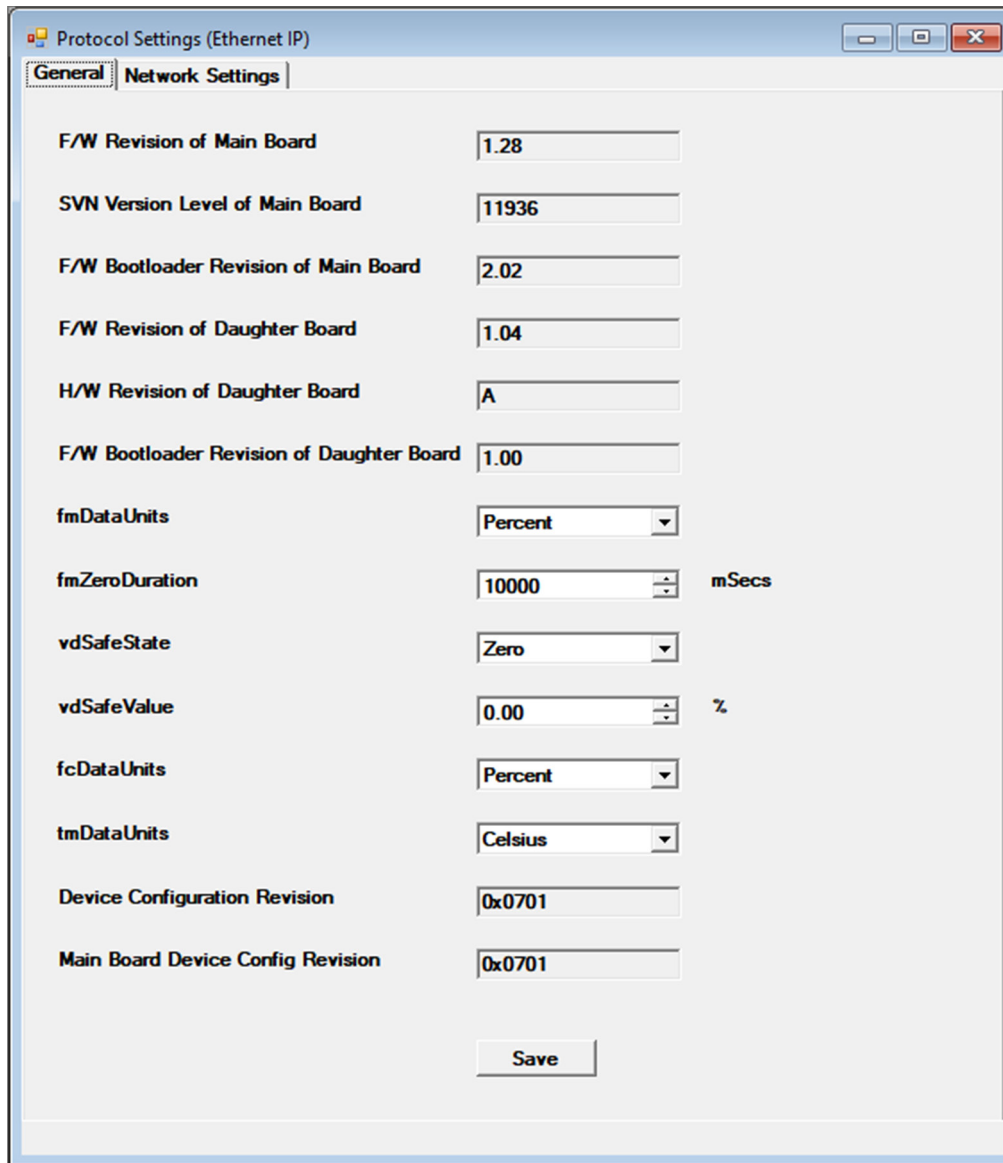 Protocol Settings (Ethernet IP)
General Network Settings
F/W Revision of Main Board 1.28
SVN Version Level of Main Board 11936
F/W Bootloader Revision of Main Board 2.02
F/W Revision of Daughter Board 1.04
H/W Revision of Daughter Board A
F/W Bootloader Revision of Daughter Board 1.00
fmDataUnits Percent
fmZeroDuration 10000 mSecs
vdSafeState Zero
vdSafeValue 0.00 %
fcDataUnits Percent
tmDataUnits Celsius
Device Configuration Revision 0x0701
Main Board Device Config Revision 0x0701
Save